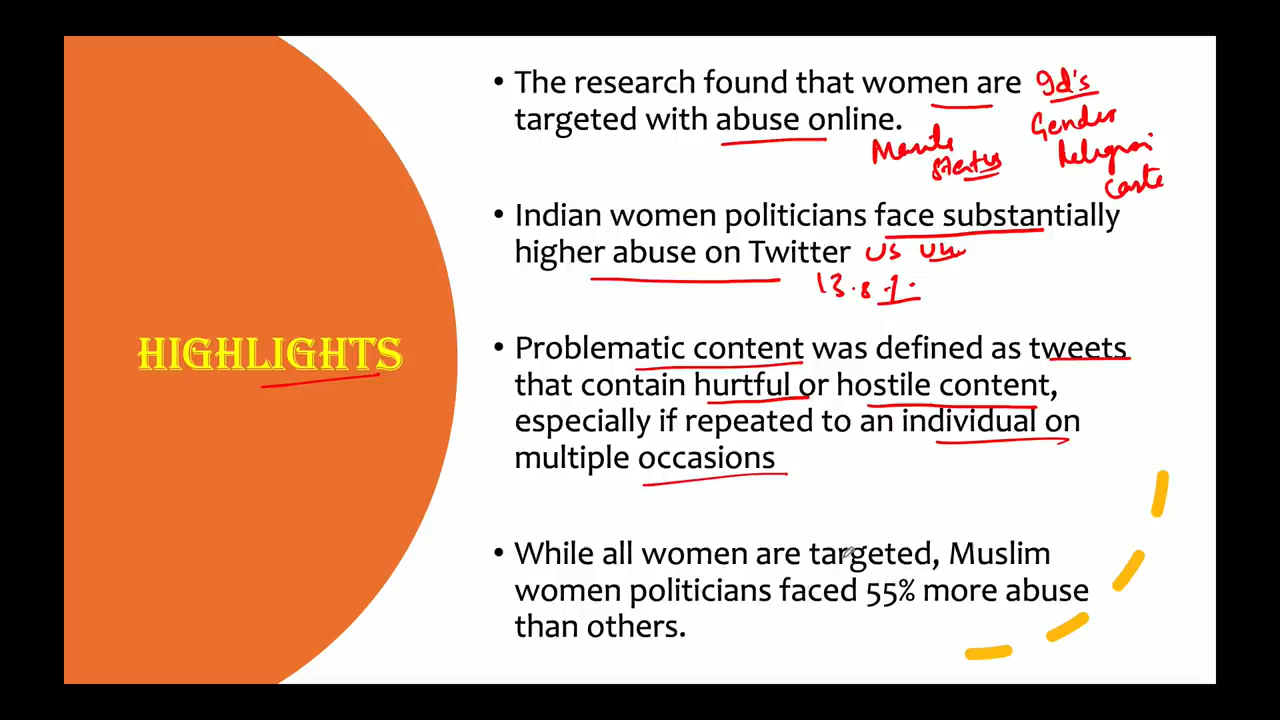 HIGHLIGHTS
• The research found that women are
targeted with abuse online.
Id's
Gender
Religion
Caste
status
• Indian women politicians face substantially
higher abuse on Twitter
US UK
13.8 %
• Problematic content was defined as tweets
that contain hurtful or hostile content,
especially if repeated to an individual on
multiple occasions
• While all women are targeted, Muslim
women politicians faced 55% more abuse
than others.